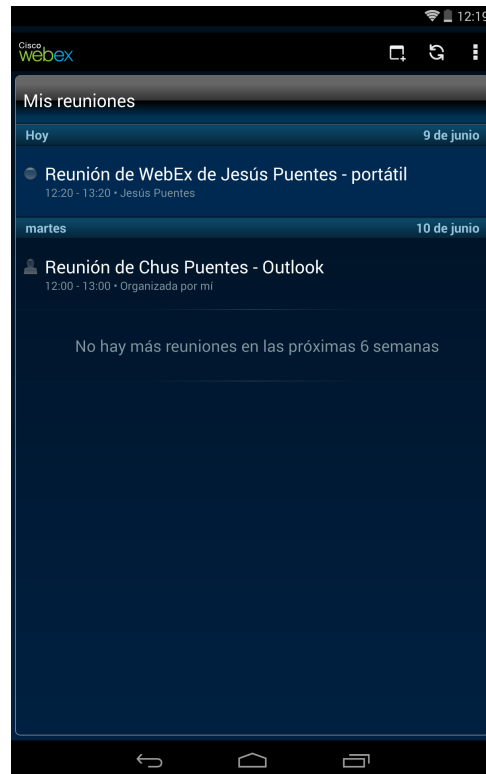 12:19
Cisco
webex
Mis reuniones
Hoy 9 de junio
Reunión de WebEx de Jesús Puentes - portátil
12:20 - 13:20 • Jesús Puentes
martes 10 de junio
Reunión de Chus Puentes - Outlook
12:00 - 13:00 • Organizada por mí
No hay más reuniones en las próximas 6 semanas